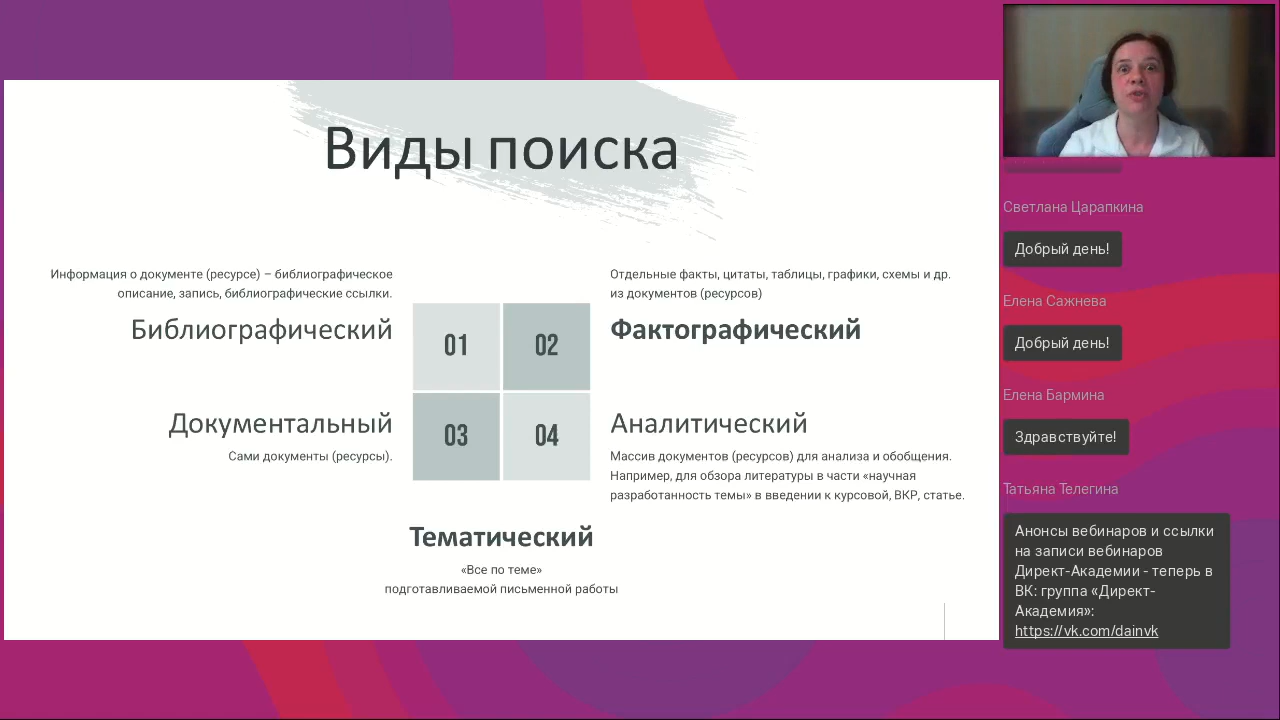 Виды поиска
Информация о документе (ресурсе) – библиографическое
описание, запись, библиографические ссылки.
Библиографический
01
02
Отдельные факты, цитаты, таблицы, графики, схемы и др.
из документов (ресурсов)
Фактографический
Документальный
Сами документы (ресурсы).
03
04
Аналитический
Массив документов (ресурсов) для анализа и обобщения.
Например, для обзора литературы в части «научная
разработанность темы» в введении к курсовой, ВКР, статье.
Тематический
«Все по теме»
подготавливаемой письменной работы
Светлана Царапкина
Добрый день!
Елена Сажнева
Добрый день!
Елена Бармина
Здравствуйте!
Татьяна Телегина
Анонсы вебинаров и ссылки
на записи вебинаров
Директ-Академии - теперь в
ВК: группа «Директ-
Академия»:
https://vk.com/dainvk